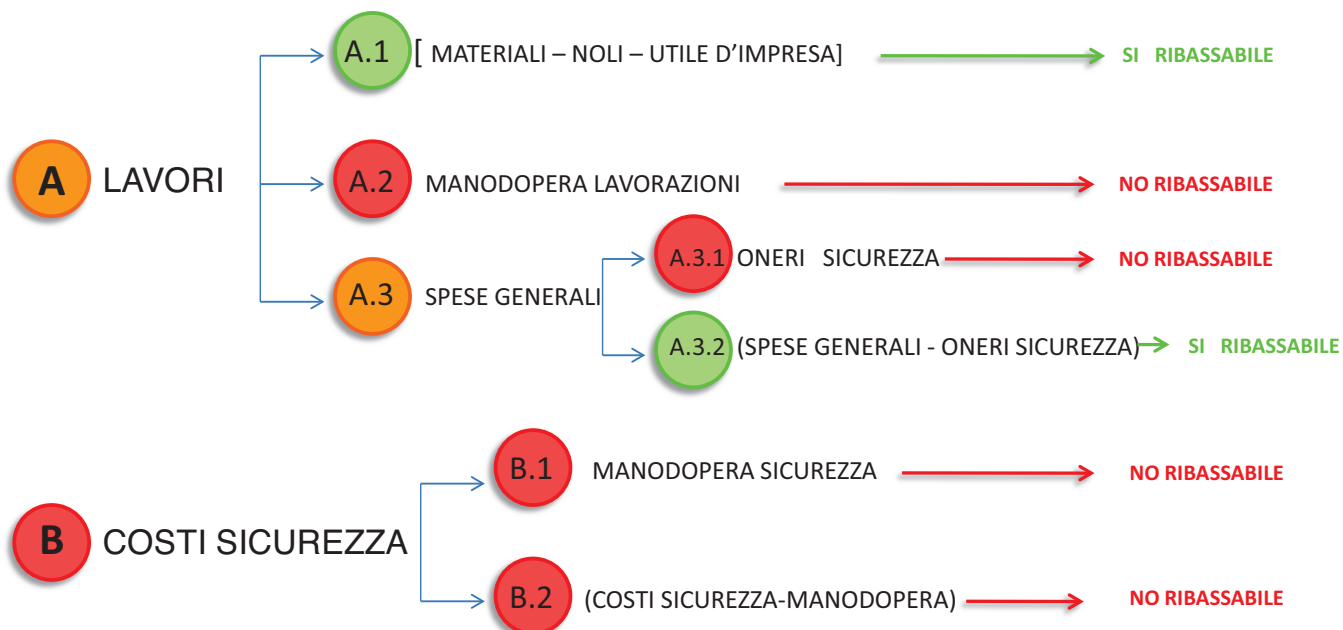 A.1 [ MATERIALI – NOLI – UTILE D'IMPRESA] SI RIBASSABILE
A LAVORI A.2 MANODOPERA LAVORAZIONI NO RIBASSABILE
A.3.1 ONERI SICUREZZA NO RIBASSABILE
A.3 SPESE GENERALI
A.3.2 (SPESE GENERALI - ONERI SICUREZZA) SI RIBASSABILE
B.1 MANODOPERA SICUREZZA NO RIBASSABILE
B COSTI SICUREZZA
B.2 (COSTI SICUREZZA-MANODOPERA) NO RIBASSABILE